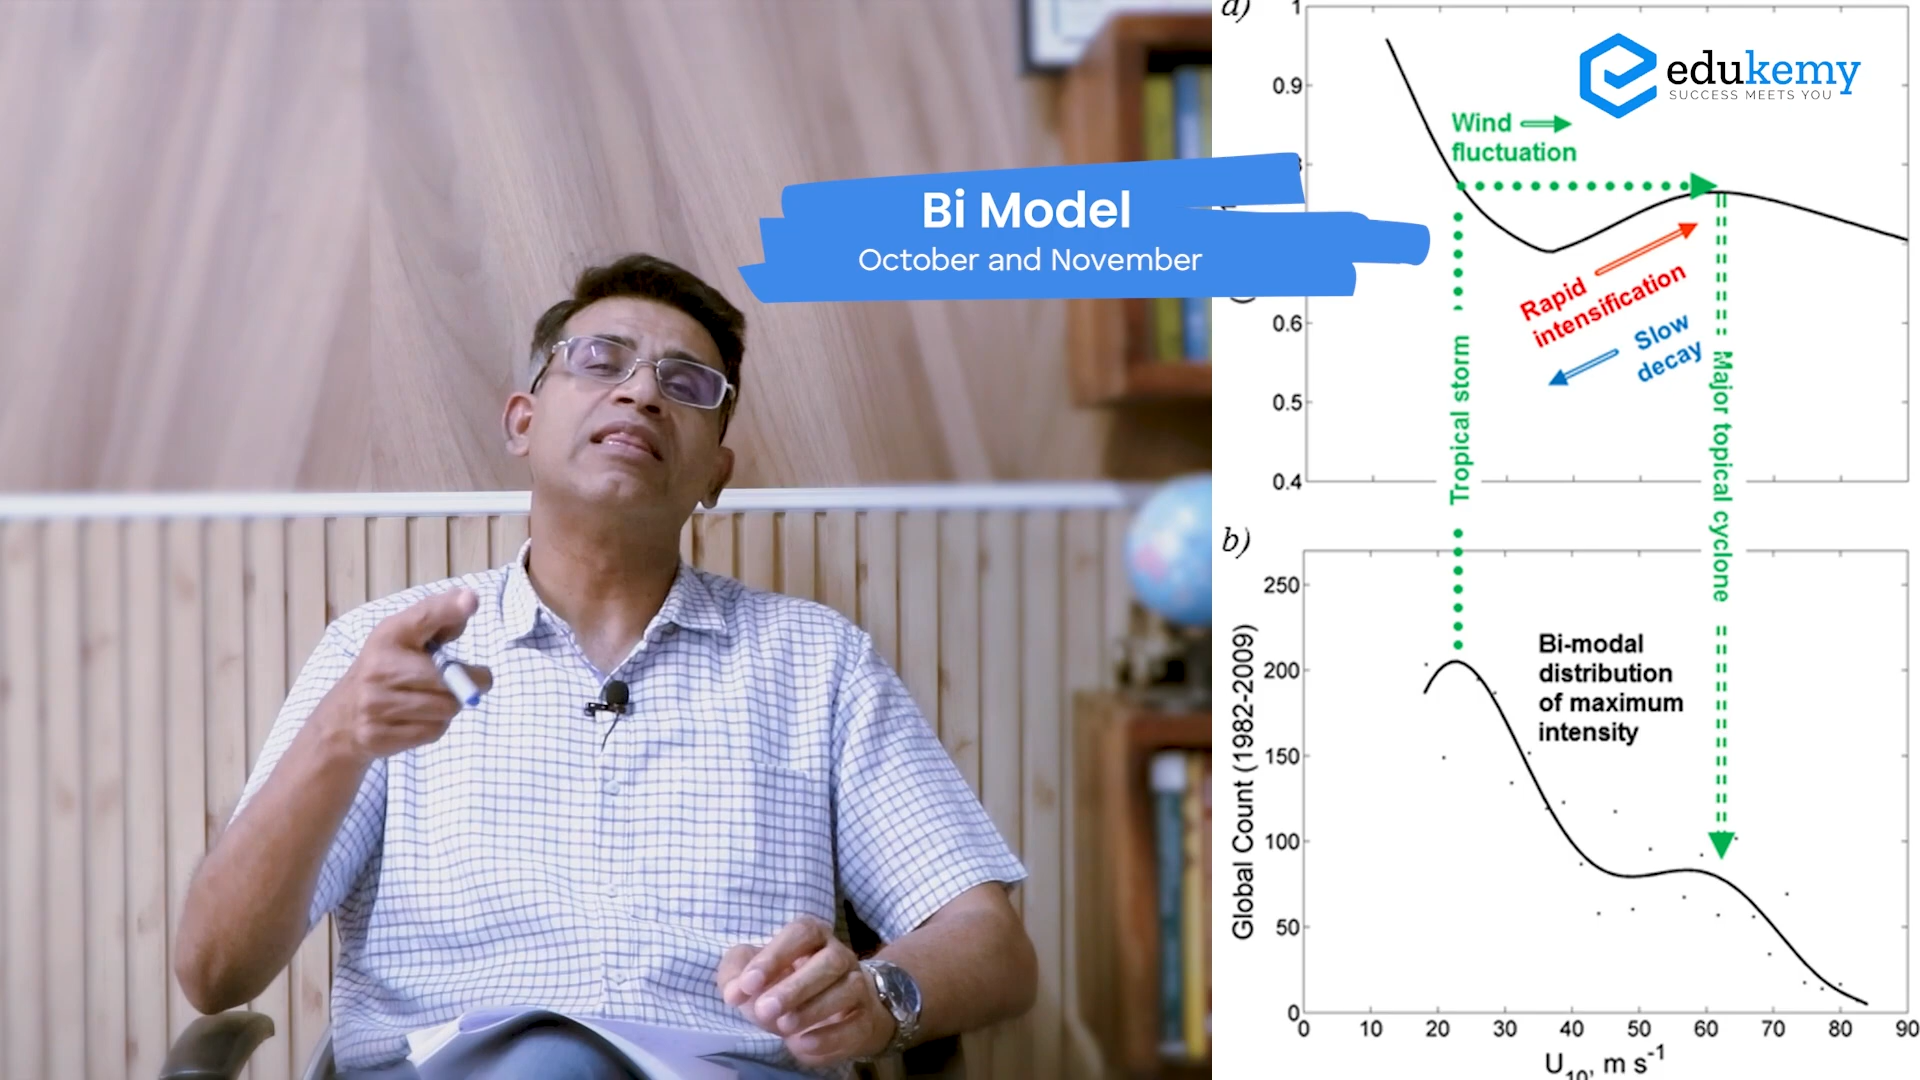 Bi Model
October and November
edukemy
SUCCESS MEETS YOU
a)
1
0.9
0.6
0.5
0.4
Wind
fluctuation
Rapid
intensification
Slow
decay
Tropical storm
Major topical cyclone
b)
250
200
150
100
50
0
Global Count (1982-2009)
Bi-modal
distribution
of maximum
intensity
0 10 20 30 40 50 60 70 80 90
U10, m s-1